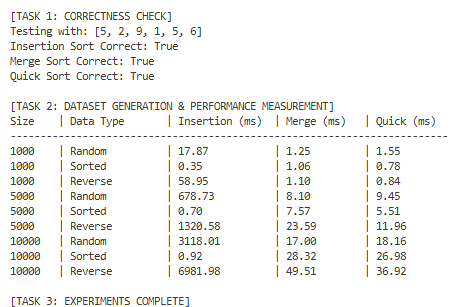 [TASK 1: CORRECTNESS CHECK]
Testing with: [5, 2, 9, 1, 5, 6]
Insertion Sort Correct: True
Merge Sort Correct: True
Quick Sort Correct: True

[TASK 2: DATASET GENERATION & PERFORMANCE MEASUREMENT]
Size | Data Type | Insertion (ms) | Merge (ms) | Quick (ms)
----------------------------------------------------------------------
1000 | Random | 17.87 | 1.25 | 1.55
1000 | Sorted | 0.35 | 1.06 | 0.78
1000 | Reverse | 58.95 | 1.10 | 0.84
5000 | Random | 678.73 | 8.10 | 9.45
5000 | Sorted | 0.70 | 7.57 | 5.51
5000 | Reverse | 1320.58 | 23.59 | 11.96
10000 | Random | 3118.01 | 17.00 | 18.16
10000 | Sorted | 0.92 | 28.32 | 26.98
10000 | Reverse | 6981.98 | 49.51 | 36.92

[TASK 3: EXPERIMENTS COMPLETE]